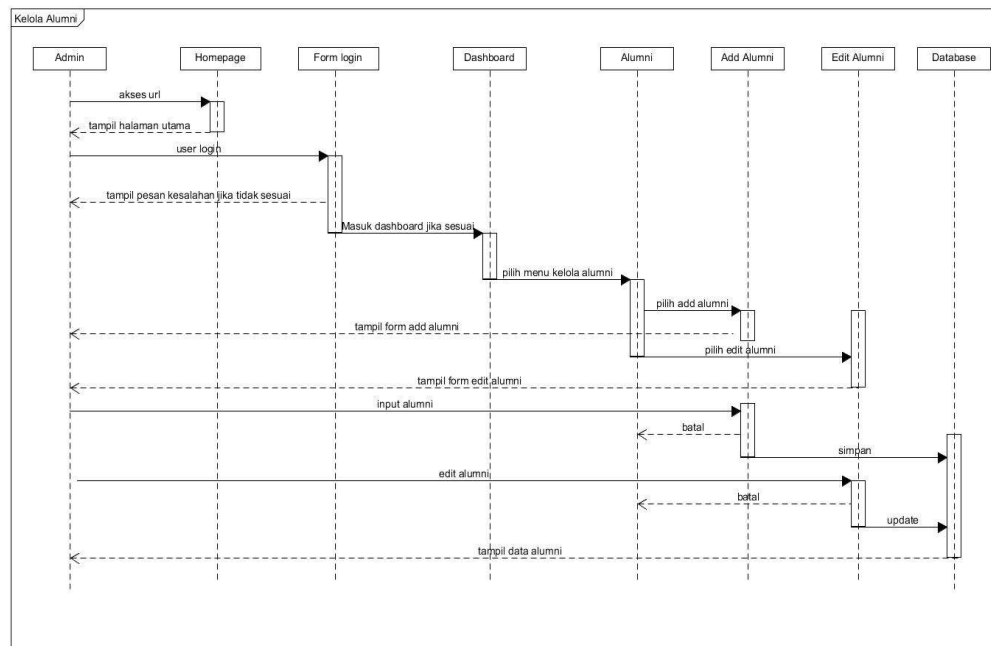 Kelola Alumni
Admin
Homepage
Form login
Dashboard
Alumni
Add Alumni
Edit Alumni
Database
akses url
tampil halaman utama
user login
tampil pesan kesalahan jika tidak sesuai
Masuk dashboard jika sesuai
pilih menu kelola alumni
pilih add alumni
tampil form add alumni
pilih edit alumni
tampil form edit alumni
input alumni
batal
simpan
edit alumni
batal
update
tampil data alumni